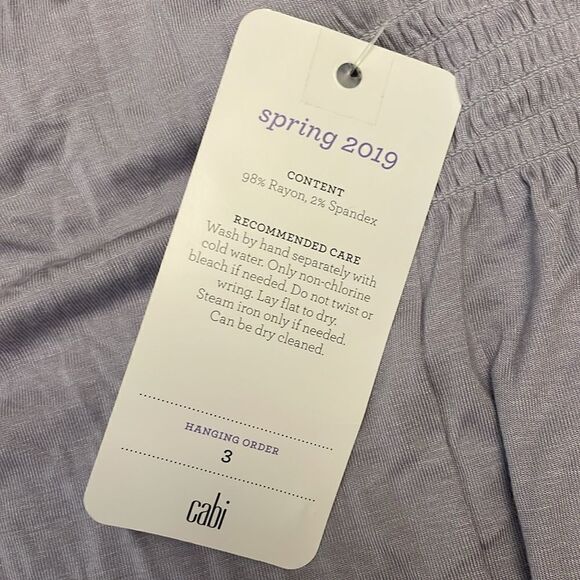 spring 2019
CONTENT
98% Rayon, 2% Spandex
RECOMMENDED CARE
Wash by hand separately with
cold water. Only non-chlorine
bleach if needed. Do not twist or
wring. Lay flat to dry.
Steam iron only if needed.
Can be dry cleaned.
HANGING ORDER
3
cabi